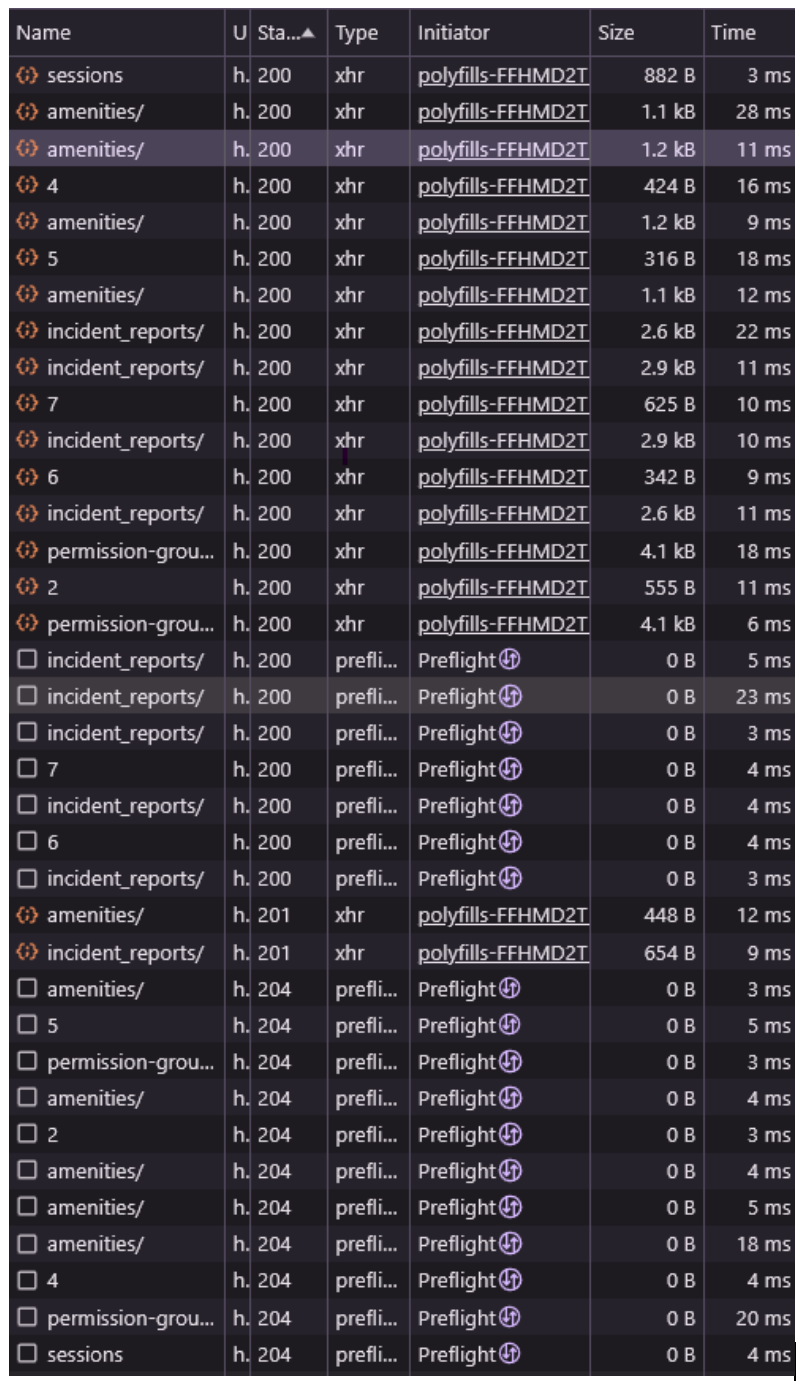 Name U Sta... Type Initiator Size Time
sessions h. 200 xhr polyfills-FFHMD2T 882 B 3 ms
amenities/ h. 200 xhr polyfills-FFHMD2T 1.1 kB 28 ms
amenities/ h. 200 xhr polyfills-FFHMD2T 1.2 kB 11 ms
4 h. 200 xhr polyfills-FFHMD2T 424 B 16 ms
amenities/ h. 200 xhr polyfills-FFHMD2T 1.2 kB 9 ms
5 h. 200 xhr polyfills-FFHMD2T 316 B 18 ms
amenities/ h. 200 xhr polyfills-FFHMD2T 1.1 kB 12 ms
incident_reports/ h. 200 xhr polyfills-FFHMD2T 2.6 kB 22 ms
incident_reports/ h. 200 xhr polyfills-FFHMD2T 2.9 kB 11 ms
7 h. 200 xhr polyfills-FFHMD2T 625 B 10 ms
incident_reports/ h. 200 xhr polyfills-FFHMD2T 2.9 kB 10 ms
6 h. 200 xhr polyfills-FFHMD2T 342 B 9 ms
incident_reports/ h. 200 xhr polyfills-FFHMD2T 2.6 kB 11 ms
permission-grou... h. 200 xhr polyfills-FFHMD2T 4.1 kB 18 ms
2 h. 200 xhr polyfills-FFHMD2T 555 B 11 ms
permission-grou... h. 200 xhr polyfills-FFHMD2T 4.1 kB 6 ms
incident_reports/ h. 200 prefli... Preflight 0 B 5 ms
incident_reports/ h. 200 prefli... Preflight 0 B 23 ms
incident_reports/ h. 200 prefli... Preflight 0 B 3 ms
7 h. 200 prefli... Preflight 0 B 4 ms
incident_reports/ h. 200 prefli... Preflight 0 B 4 ms
6 h. 200 prefli... Preflight 0 B 4 ms
incident_reports/ h. 200 prefli... Preflight 0 B 3 ms
amenities/ h. 201 xhr polyfills-FFHMD2T 448 B 12 ms
incident_reports/ h. 201 xhr polyfills-FFHMD2T 654 B 9 ms
amenities/ h. 204 prefli... Preflight 0 B 3 ms
5 h. 204 prefli... Preflight 0 B 5 ms
permission-grou... h. 204 prefli... Preflight 0 B 3 ms
amenities/ h. 204 prefli... Preflight 0 B 4 ms
2 h. 204 prefli... Preflight 0 B 3 ms
amenities/ h. 204 prefli... Preflight 0 B 4 ms
amenities/ h. 204 prefli... Preflight 0 B 5 ms
amenities/ h. 204 prefli... Preflight 0 B 18 ms
4 h. 204 prefli... Preflight 0 B 4 ms
permission-grou... h. 204 prefli... Preflight 0 B 20 ms
sessions h. 204 prefli... Preflight 0 B 4 ms